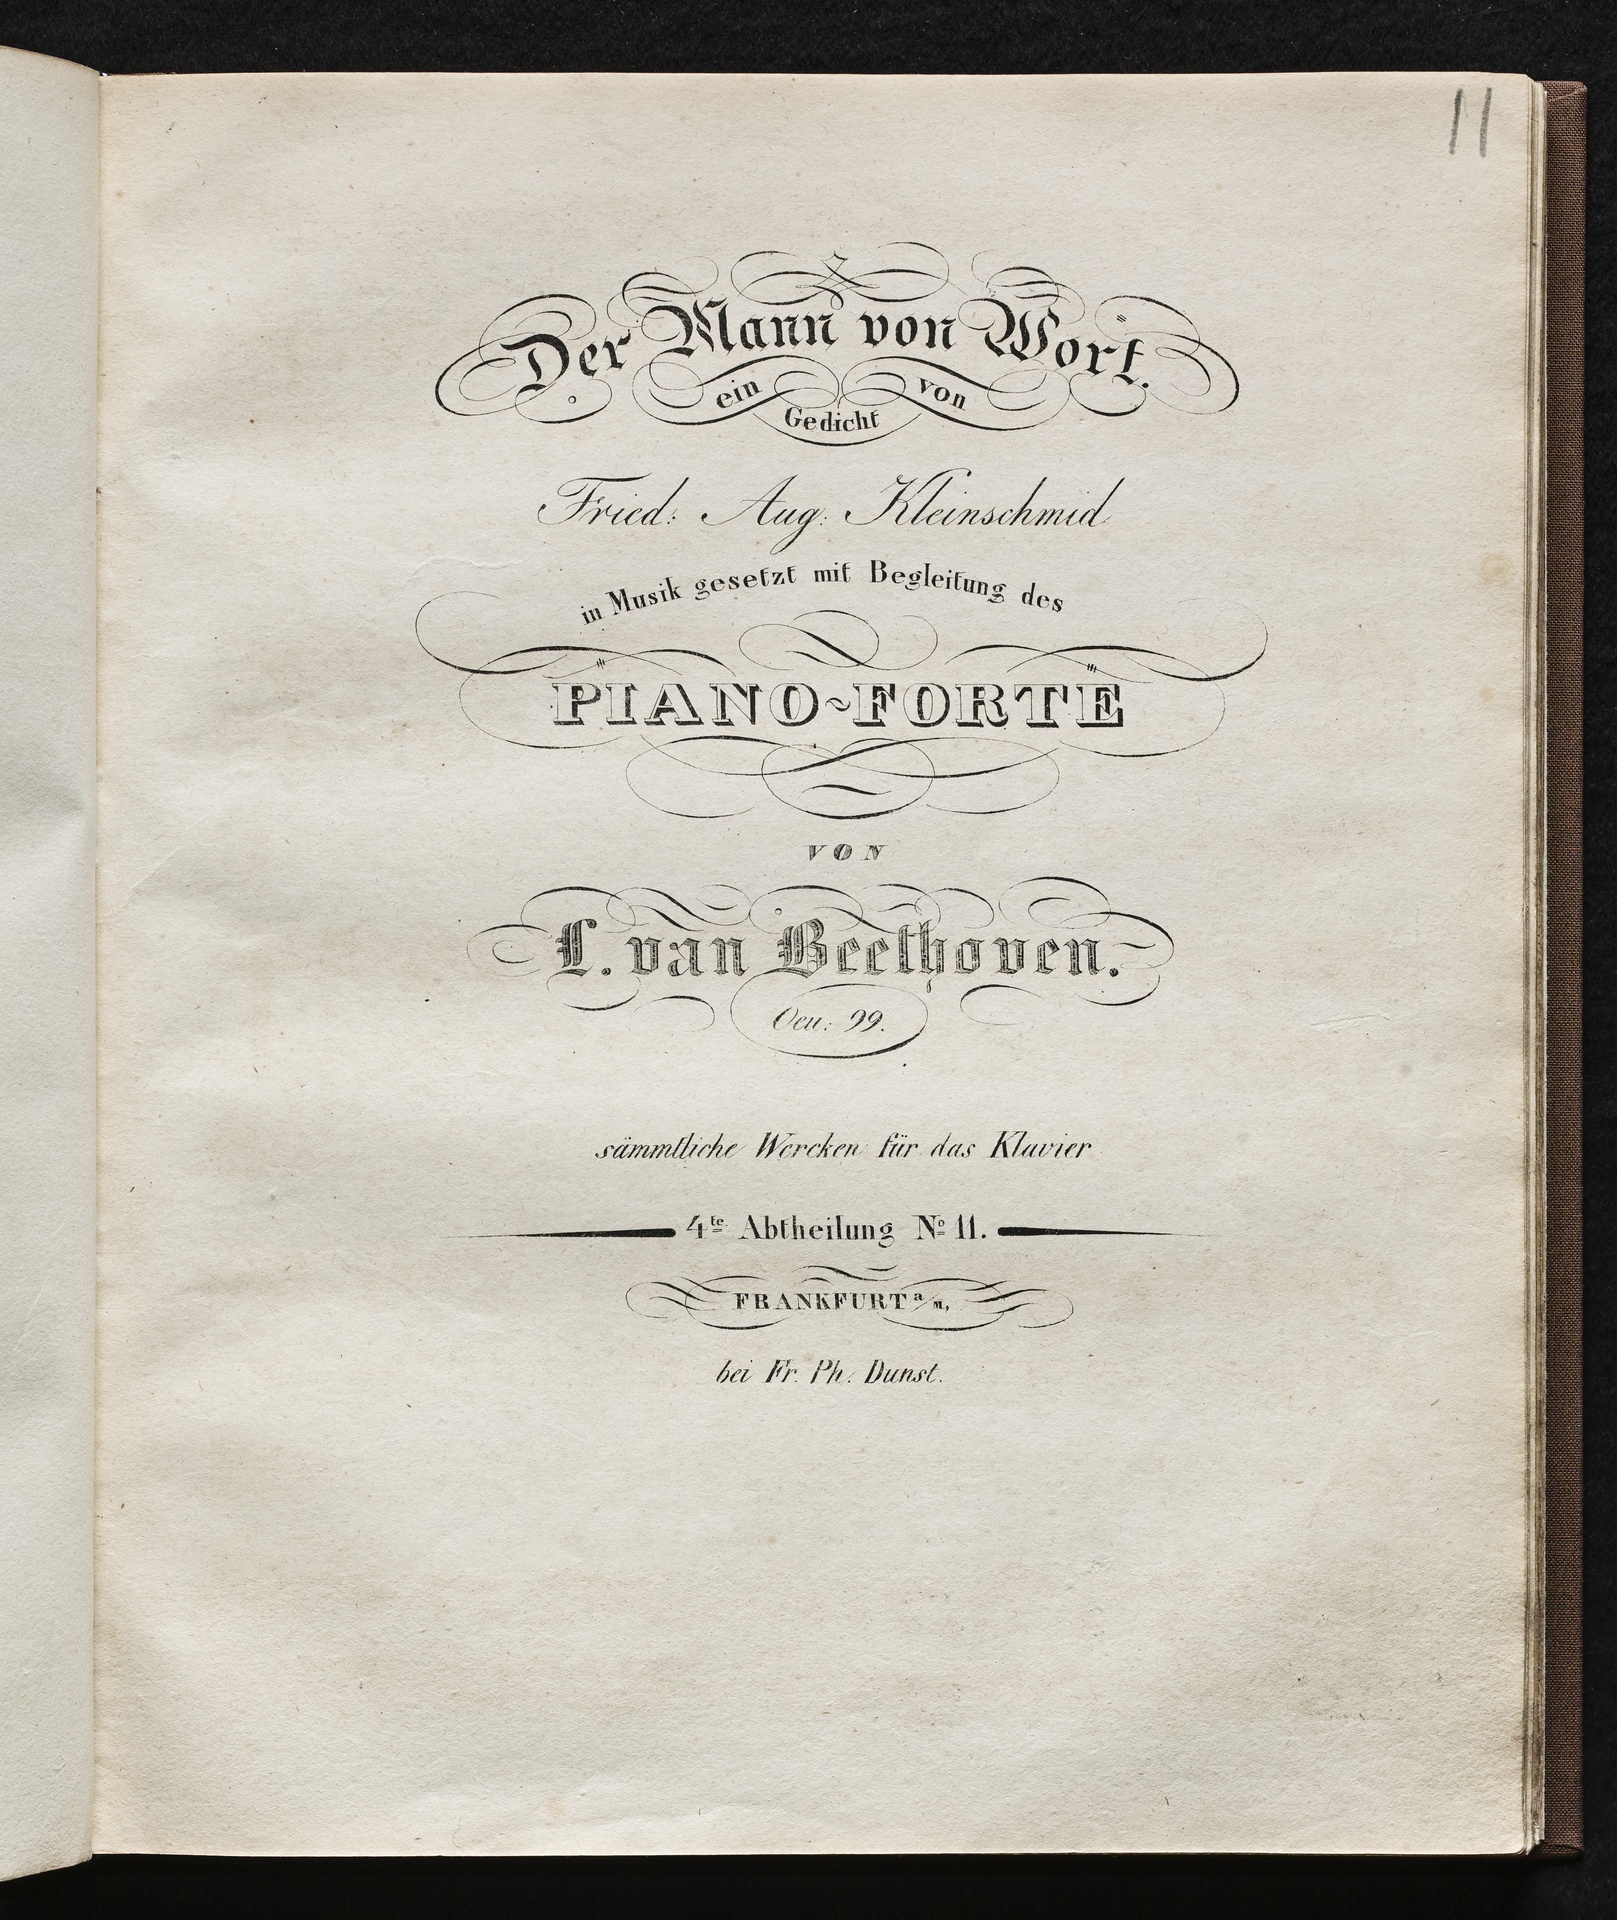 11
Der Mann von Wort.
ein Gedicht von
Fried: Aug: Kleinschmid
in Musik gesetzt mit Begleitung des
PIANO~FORTE
VON
L. van Beethoven.
Oeu: 99.
sämmtliche Wercken für das Klavier
4te Abtheilung No 11.
FRANKFURT a/M,
bei Fr. Ph. Dunst.